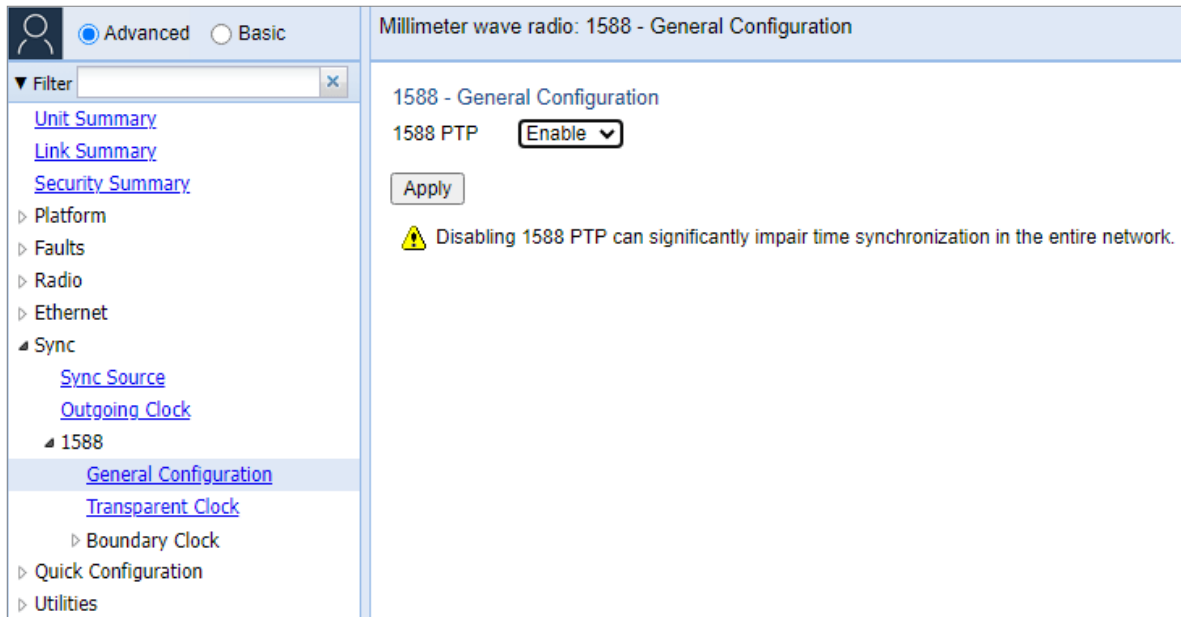 Advanced Basic
Millimeter wave radio: 1588 - General Configuration
Filter
Unit Summary
Link Summary
Security Summary
Platform
Faults
Radio
Ethernet
Sync
Sync Source
Outgoing Clock
1588
General Configuration
Transparent Clock
Boundary Clock
Quick Configuration
Utilities
1588 - General Configuration
1588 PTP Enable
Apply
Disabling 1588 PTP can significantly impair time synchronization in the entire network.